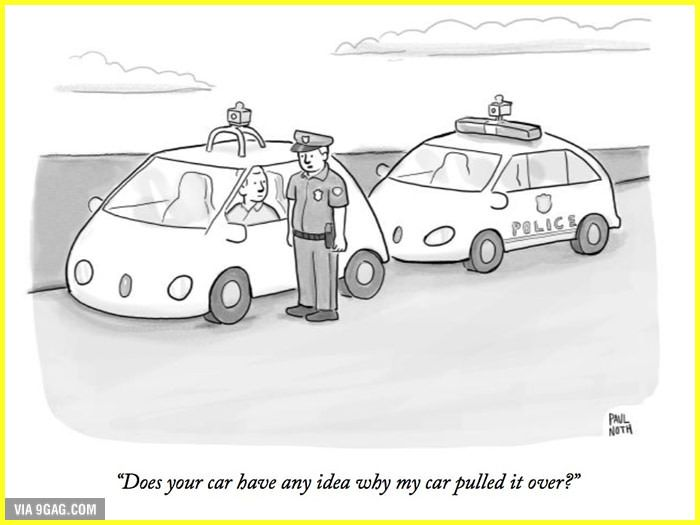 POLICE
PAUL
NOTH
“Does your car have any idea why my car pulled it over?”
VIA 9GAG.COM